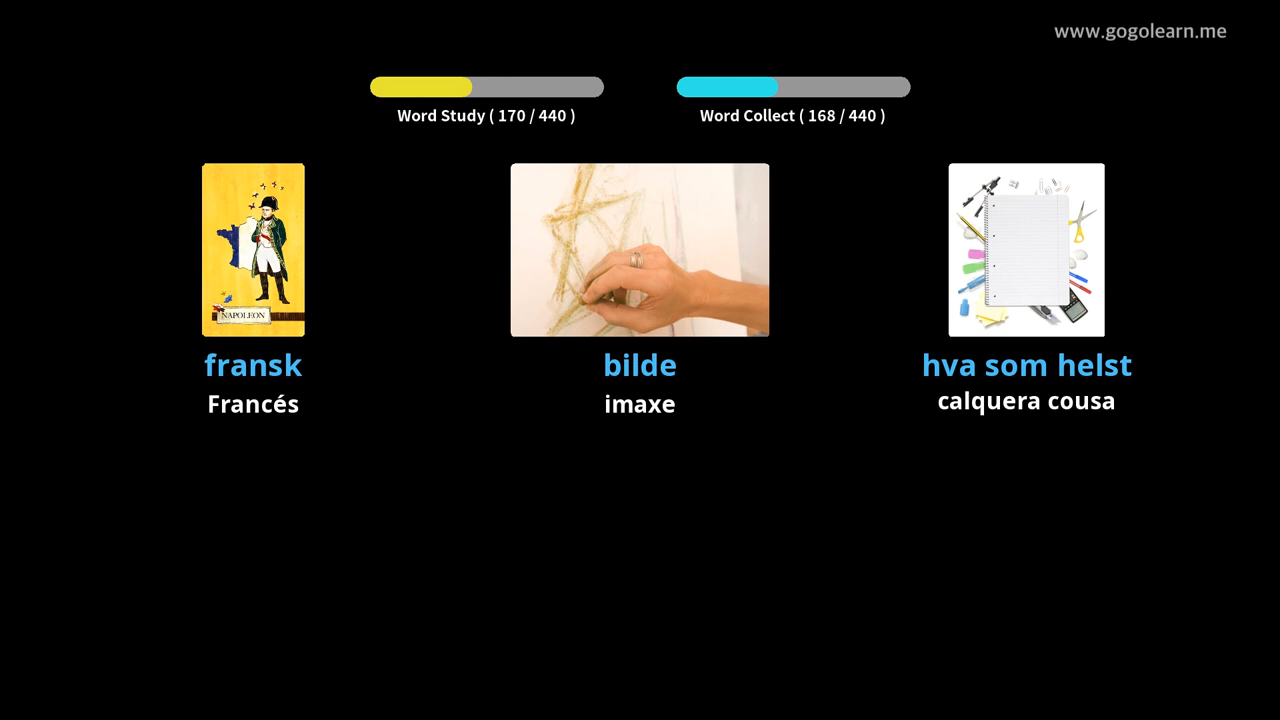 www.gogolearn.me
Word Study ( 170 / 440 )
Word Collect ( 168 / 440 )
NAPOLEON
fransk
bilde
hva som helst
Francés
imaxe
calquera cousa